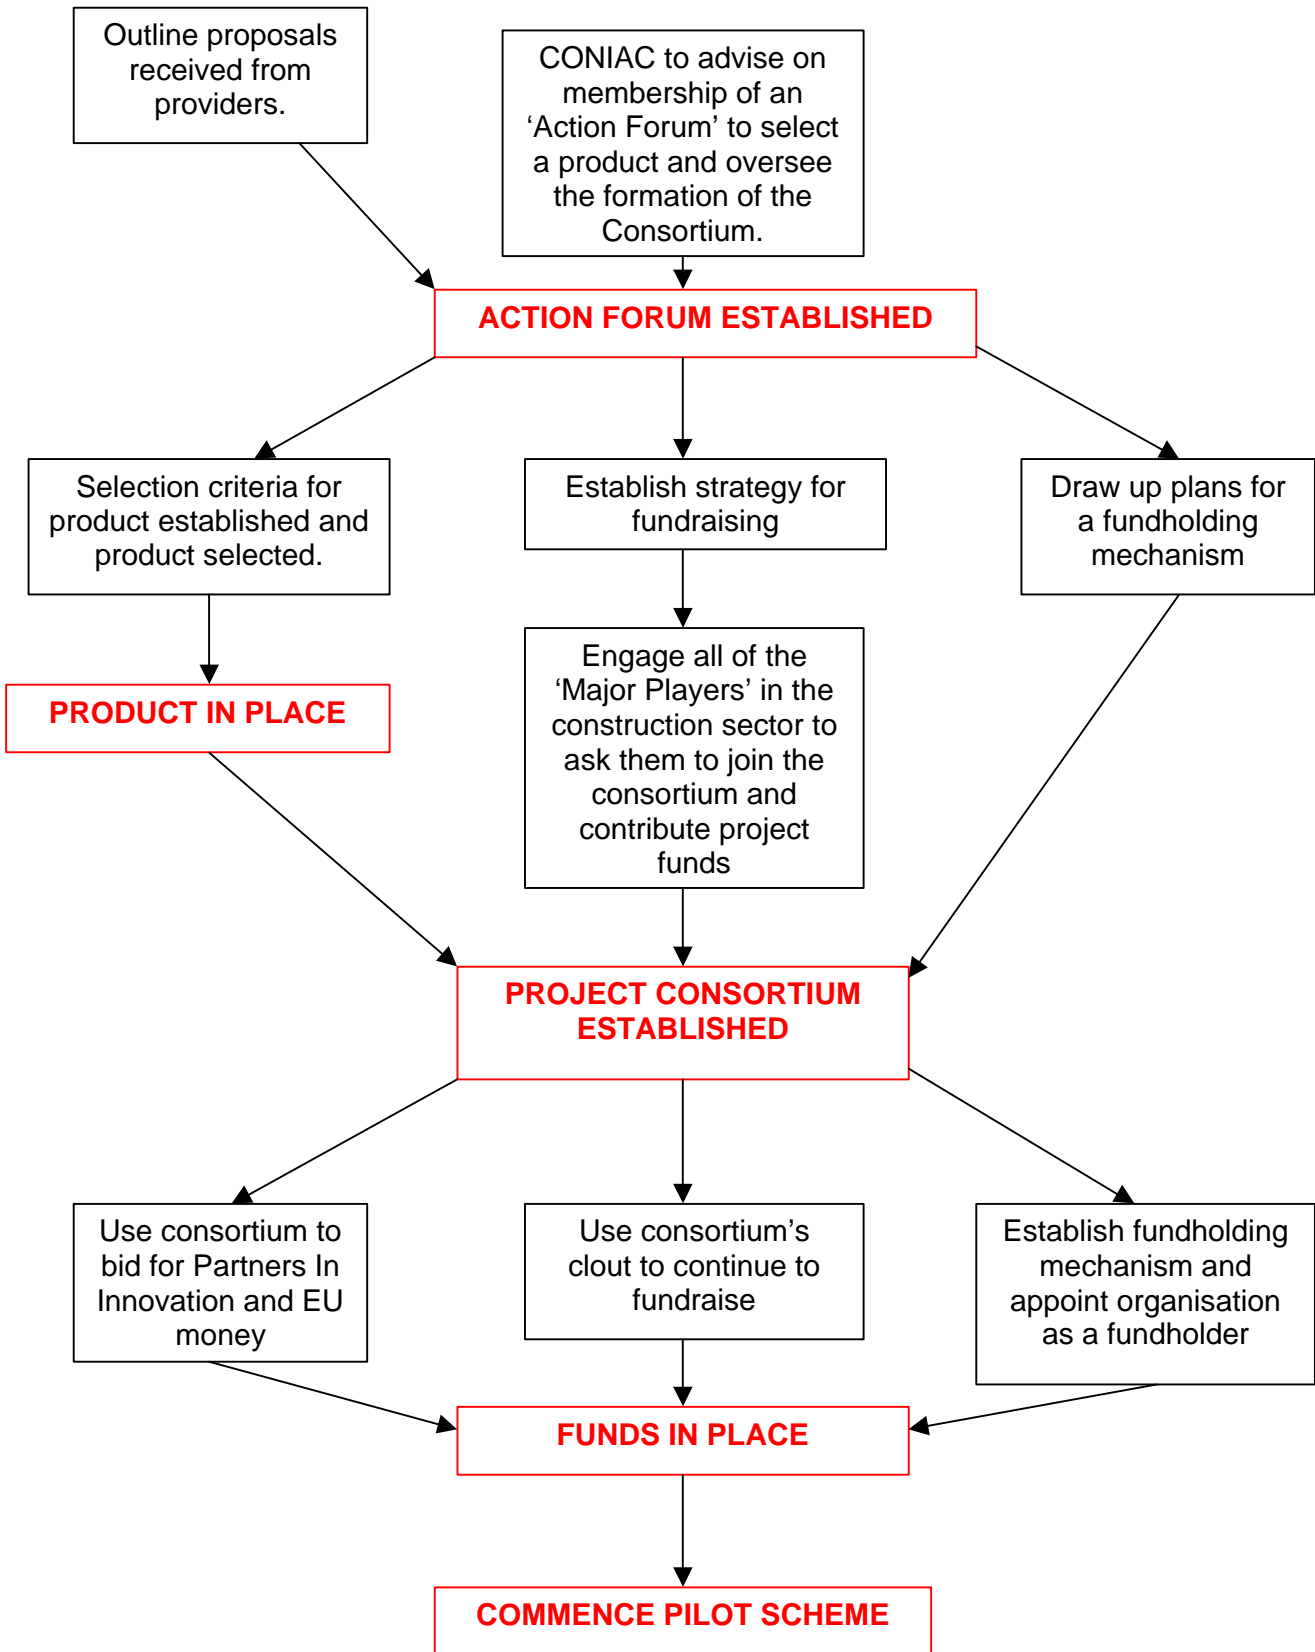 Outline proposals
received from
providers.
CONIAC to advise on
membership of an
‘Action Forum’ to select
a product and oversee
the formation of the
Consortium.
ACTION FORUM ESTABLISHED
Selection criteria for
product established and
product selected.
Establish strategy for
fundraising
Draw up plans for
a fundholding
mechanism
PRODUCT IN PLACE
Engage all of the
‘Major Players’ in the
construction sector to
ask them to join the
consortium and
contribute project
funds
PROJECT CONSORTIUM
ESTABLISHED
Use consortium to
bid for Partners In
Innovation and EU
money
Use consortium’s
clout to continue to
fundraise
Establish fundholding
mechanism and
appoint organisation
as a fundholder
FUNDS IN PLACE
COMMENCE PILOT SCHEME